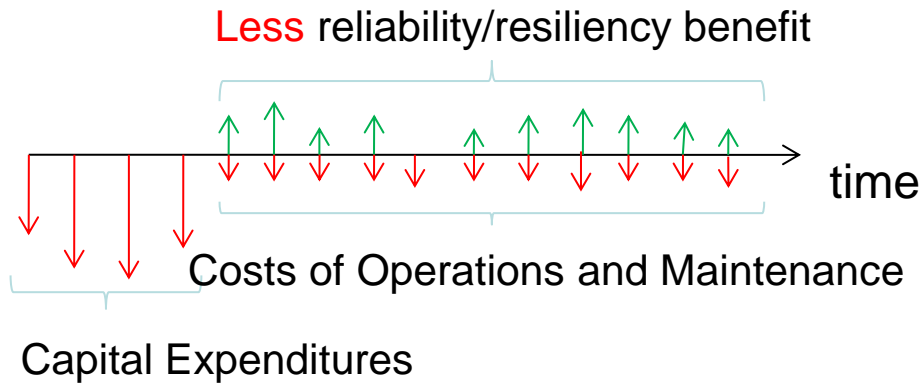 Less reliability/resiliency benefit
time
Costs of Operations and Maintenance
Capital Expenditures